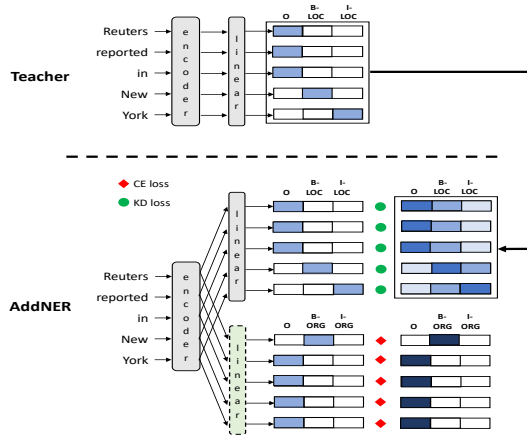 O B-LOC I-LOC
Teacher
Reuters
reported
in
New
York
encoder
linear
CE loss
KD loss
O B-LOC I-LOC
O B-LOC I-LOC
linear
AddNER
Reuters
reported
in
New
York
encoder
linear
O B-ORG I-ORG
O B-ORG I-ORG